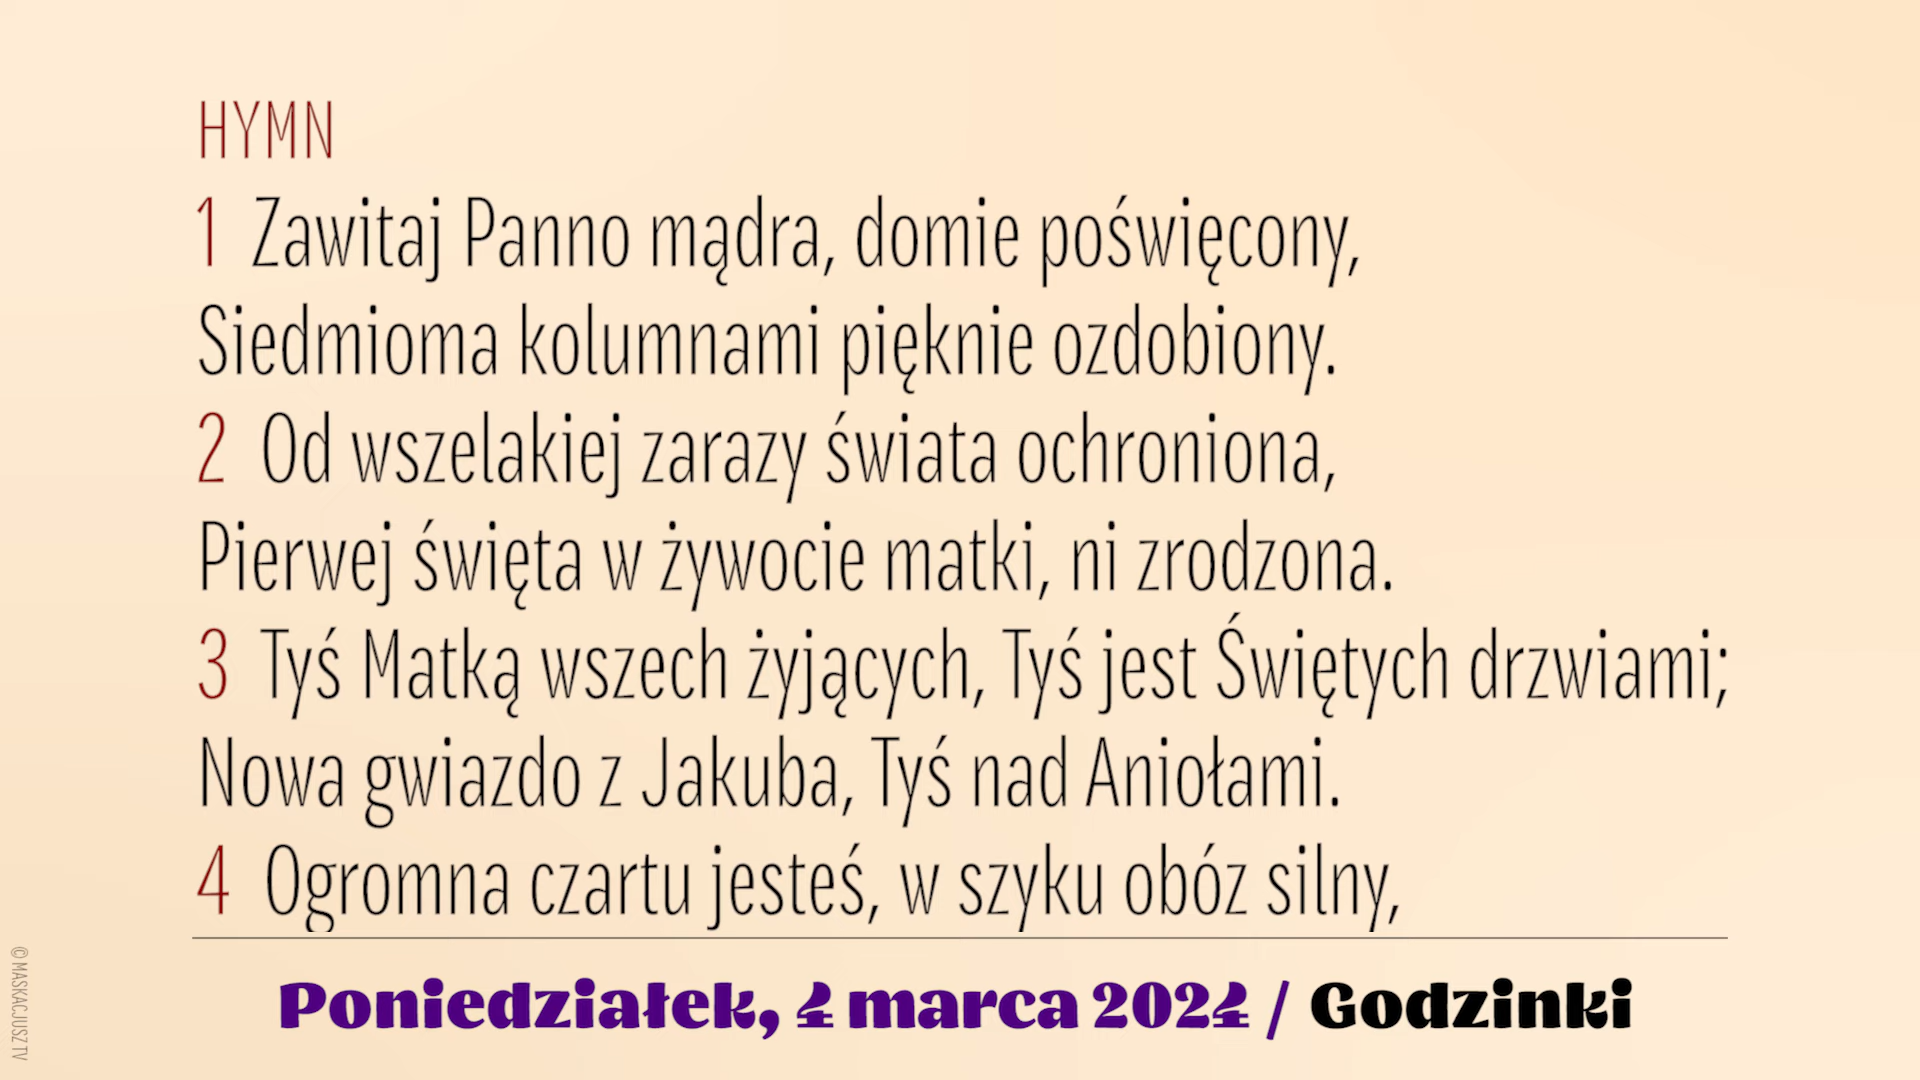 HYMN
1 Zawitaj Panno mądra, domie poświęcony,
Siedmioma kolumnami pięknie ozdobiony.
2 Od wszelakiej zarazy świata ochroniona,
Pierwej święta w żywocie matki, ni zrodzona.
3 Tyś Matką wszech żyjących, Tyś jest Świętych drzwiami;
Nowa gwiazdo z Jakuba, Tyś nad Aniołami.
4 Ogromna czartu jesteś, w szyku obóz silny,
Poniedziałek, 4 marca 2024 / Godzinki
© MASKACJUSZ TV